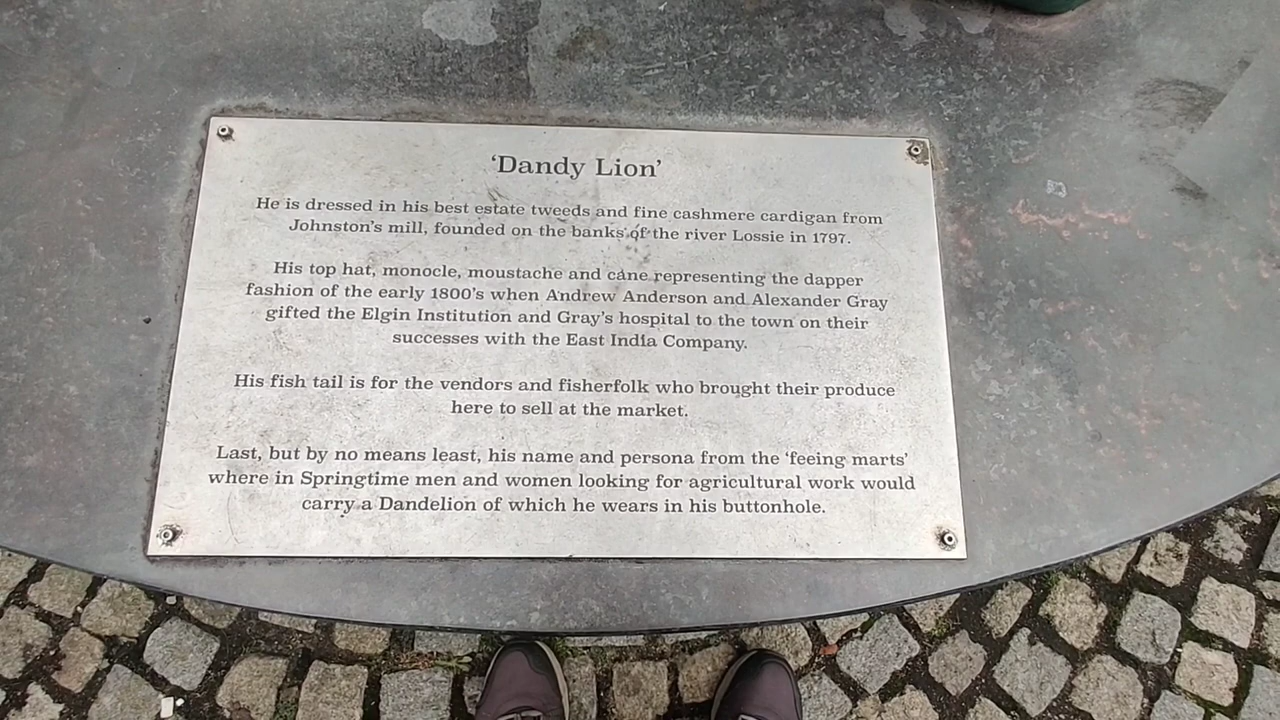 ‘Dandy Lion’
He is dressed in his best estate tweeds and fine cashmere cardigan from
Johnston’s mill, founded on the banks of the river Lossie in 1797.
His top hat, monocle, moustache and cane representing the dapper
fashion of the early 1800’s when Andrew Anderson and Alexander Gray
gifted the Elgin Institution and Gray’s hospital to the town on their
successes with the East India Company.
His fish tail is for the vendors and fisherfolk who brought their produce
here to sell at the market.
Last, but by no means least, his name and persona from the ‘feeing marts’
where in Springtime men and women looking for agricultural work would
carry a Dandelion of which he wears in his buttonhole.